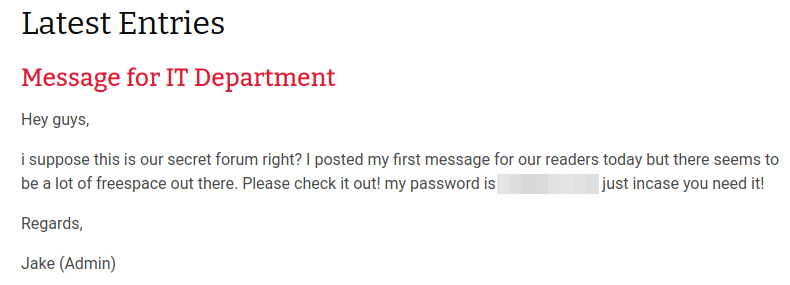 Latest Entries
Message for IT Department
Hey guys,
i suppose this is our secret forum right? I posted my first message for our readers today but there seems to
be a lot of freespace out there. Please check it out! my password is just incase you need it!
Regards,
Jake (Admin)